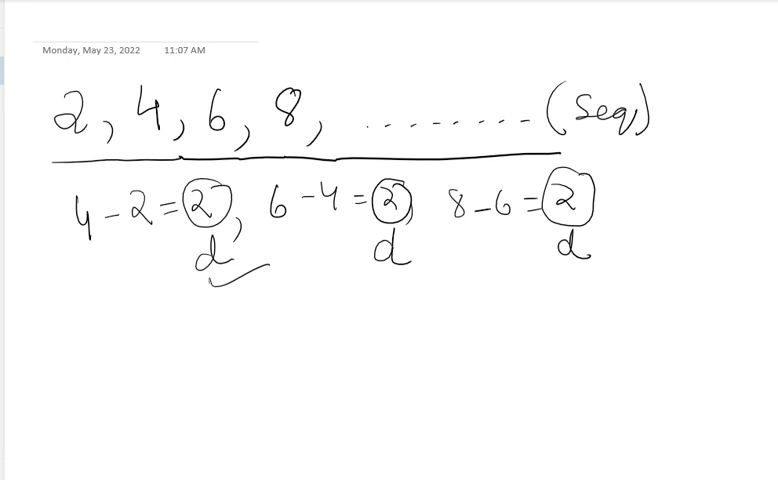 Monday, May 23, 2022 11:07 AM
2, 4, 6, 8, ......... (Seq)
4-2=2, 6-4=2, 8-6=2
d d d